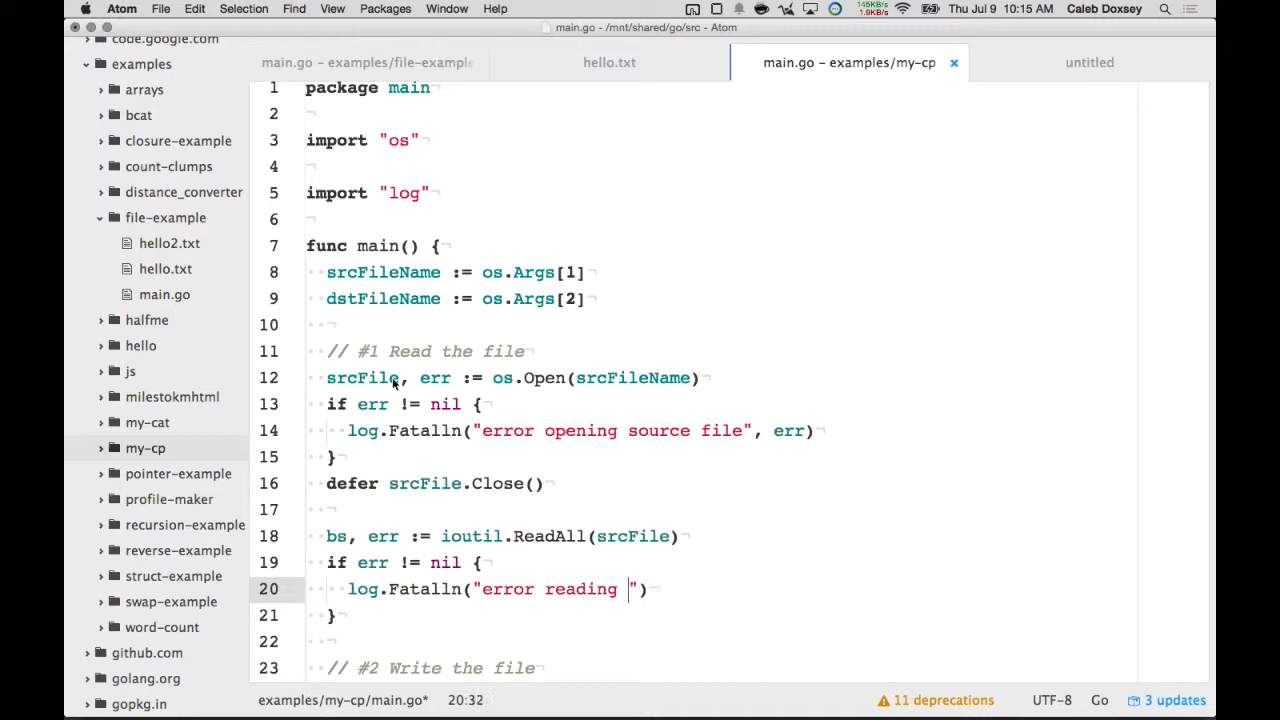 Atom File Edit Selection Find View Packages Window Help 145KB/s 1.9KB/s Thu Jul 9 10:15 AM Caleb Doxsey
main.go - /mnt/shared/go/src - Atom
main.go - examples/file-example
hello.txt
main.go - examples/my-cp
untitled
code.google.com
examples
arrays
bcat
closure-example
count-clumps
distance_converter
file-example
hello2.txt
hello.txt
main.go
halfme
hello
js
milestokmhtml
my-cat
my-cp
pointer-example
profile-maker
recursion-example
reverse-example
struct-example
swap-example
word-count
github.com
golang.org
gopkg.in
1 package main
2
3 import "os"
4
5 import "log"
6
7 func main() {
8 srcFileName := os.Args[1]
9 dstFileName := os.Args[2]
10
11 // #1 Read the file
12 srcFile, err := os.Open(srcFileName)
13 if err != nil {
14 log.Fatalln("error opening source file", err)
15 }
16 defer srcFile.Close()
17
18 bs, err := ioutil.ReadAll(srcFile)
19 if err != nil {
20 log.Fatalln("error reading ")
21 }
22
23 // #2 Write the file
examples/my-cp/main.go* 20:32 11 deprecations UTF-8 Go 3 updates